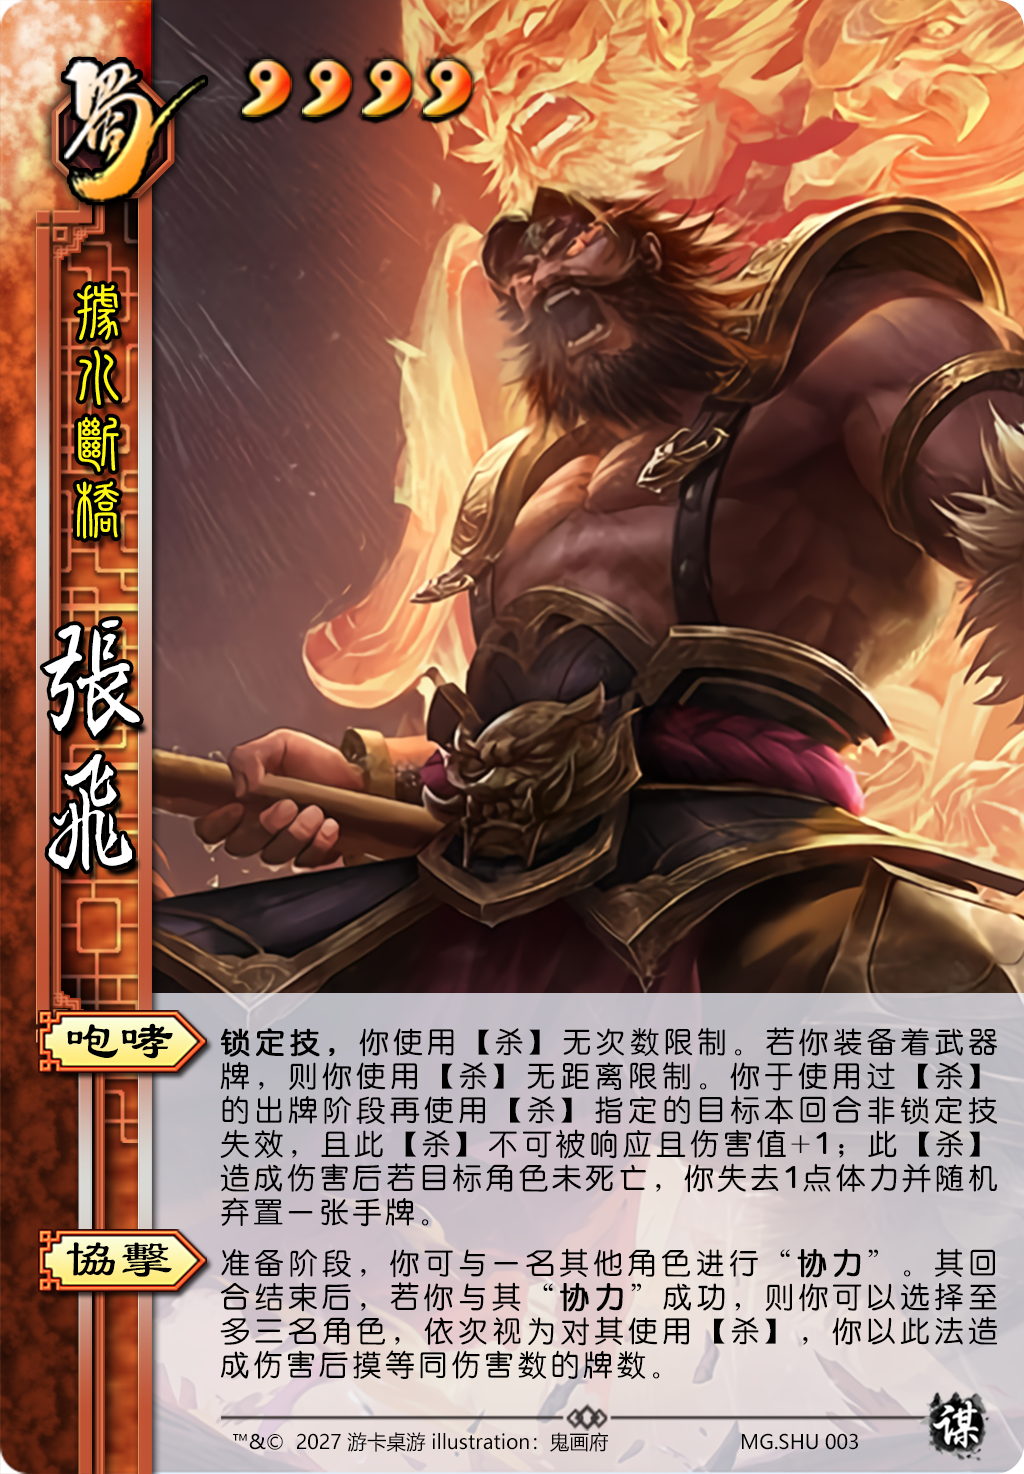 蜀
據水斷橋
張飛
咆哮
锁定技，你使用【杀】无次数限制。若你装备着武器
牌，则你使用【杀】无距离限制。你于使用过【杀】
的出牌阶段再使用【杀】指定的目标本回合非锁定技
失效，且此【杀】不可被响应且伤害值+1；此【杀】
造成伤害后若目标角色未死亡，你失去1点体力并随机
弃置一张手牌。
協擊
准备阶段，你可与一名其他角色进行“协力”。其回
合结束后，若你与其“协力”成功，则你可以选择至
多三名角色，依次视为对其使用【杀】，你以此法造
成伤害后摸等同伤害数的牌数。
™&© 2027 游卡桌游 illustration：鬼画府
MG.SHU 003
谋